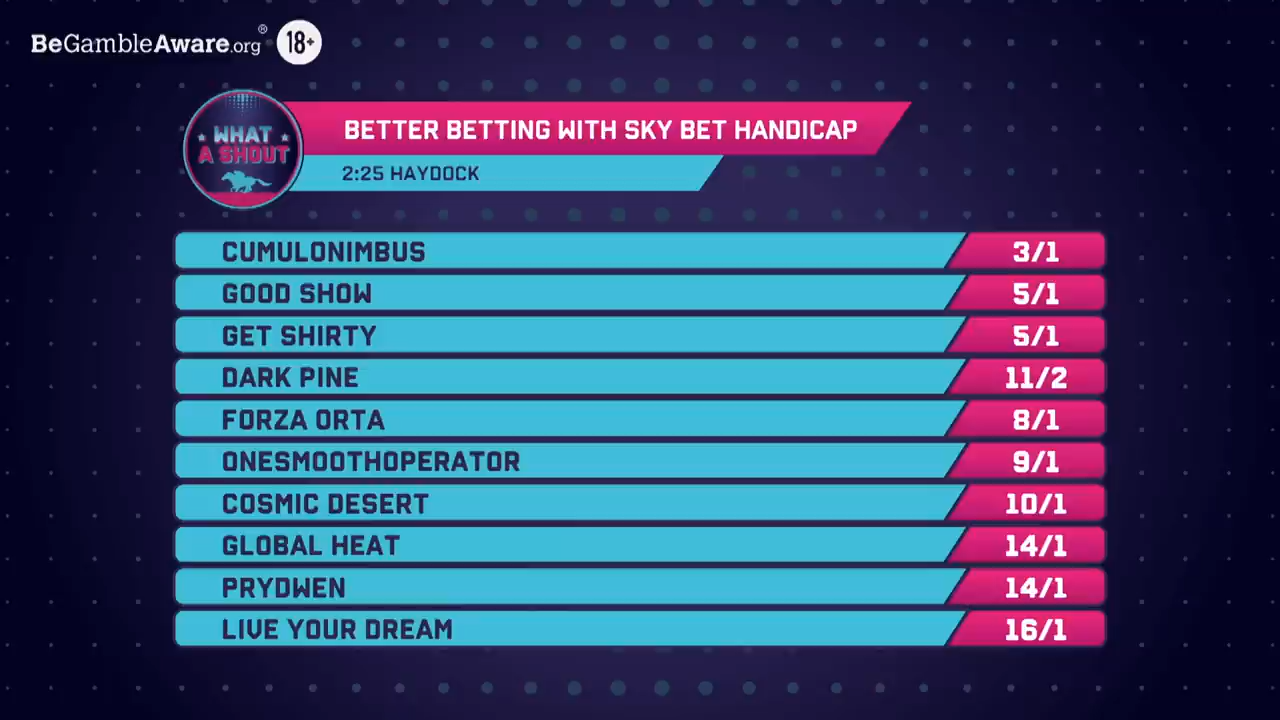 BeGambleAware.org® 18+
WHAT
A SHOUT
BETTER BETTING WITH SKY BET HANDICAP
2:25 HAYDOCK
CUMULONIMBUS 3/1
GOOD SHOW 5/1
GET SHIRTY 5/1
DARK PINE 11/2
FORZA ORTA 8/1
ONESMOOTHOPERATOR 9/1
COSMIC DESERT 10/1
GLOBAL HEAT 14/1
PRYDWEN 14/1
LIVE YOUR DREAM 16/1